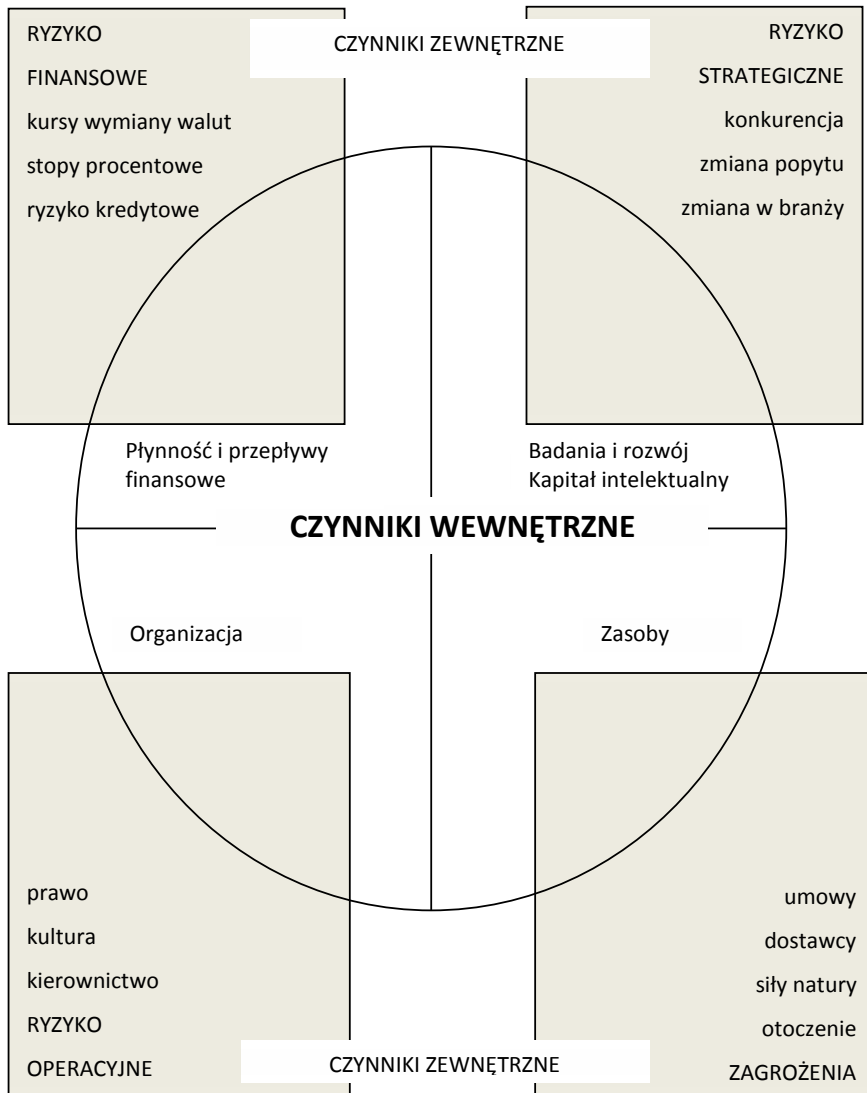 RYZYKO
FINANSOWE
kursy wymiany walut
stopy procentowe
ryzyko kredytowe
CZYNNIKI ZEWNĘTRZNE
RYZYKO
STRATEGICZNE
konkurencja
zmiana popytu
zmiana w branży
Płynność i przepływy
finansowe
Badania i rozwój
Kapitał intelektualny
CZYNNIKI WEWNĘTRZNE
Organizacja
Zasoby
prawo
kultura
kierownictwo
RYZYKO
OPERACYJNE
CZYNNIKI ZEWNĘTRZNE
umowy
dostawcy
siły natury
otoczenie
ZAGROŻENIA